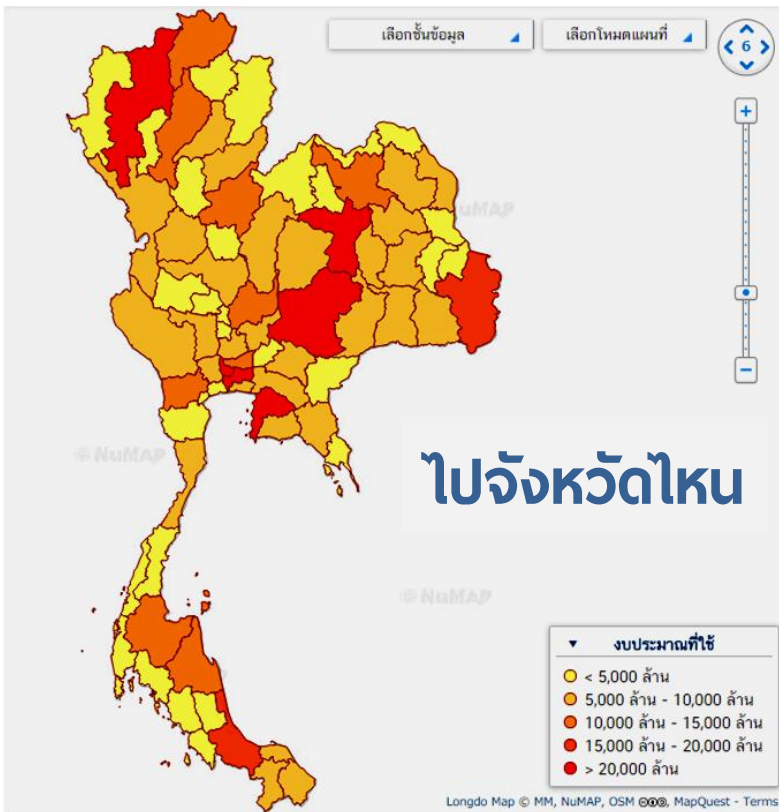 เลือกชั้นข้อมูล
เลือกโหมดแผนที่
6
+
NuMAP
NuMAP
ไปจังหวัดไหน
NuMAP
−
▼ งบประมาณที่ใช้
< 5,000 ล้าน
5,000 ล้าน - 10,000 ล้าน
10,000 ล้าน - 15,000 ล้าน
15,000 ล้าน - 20,000 ล้าน
> 20,000 ล้าน
Longdo Map © MM, NuMAP, OSM, MapQuest - Terms